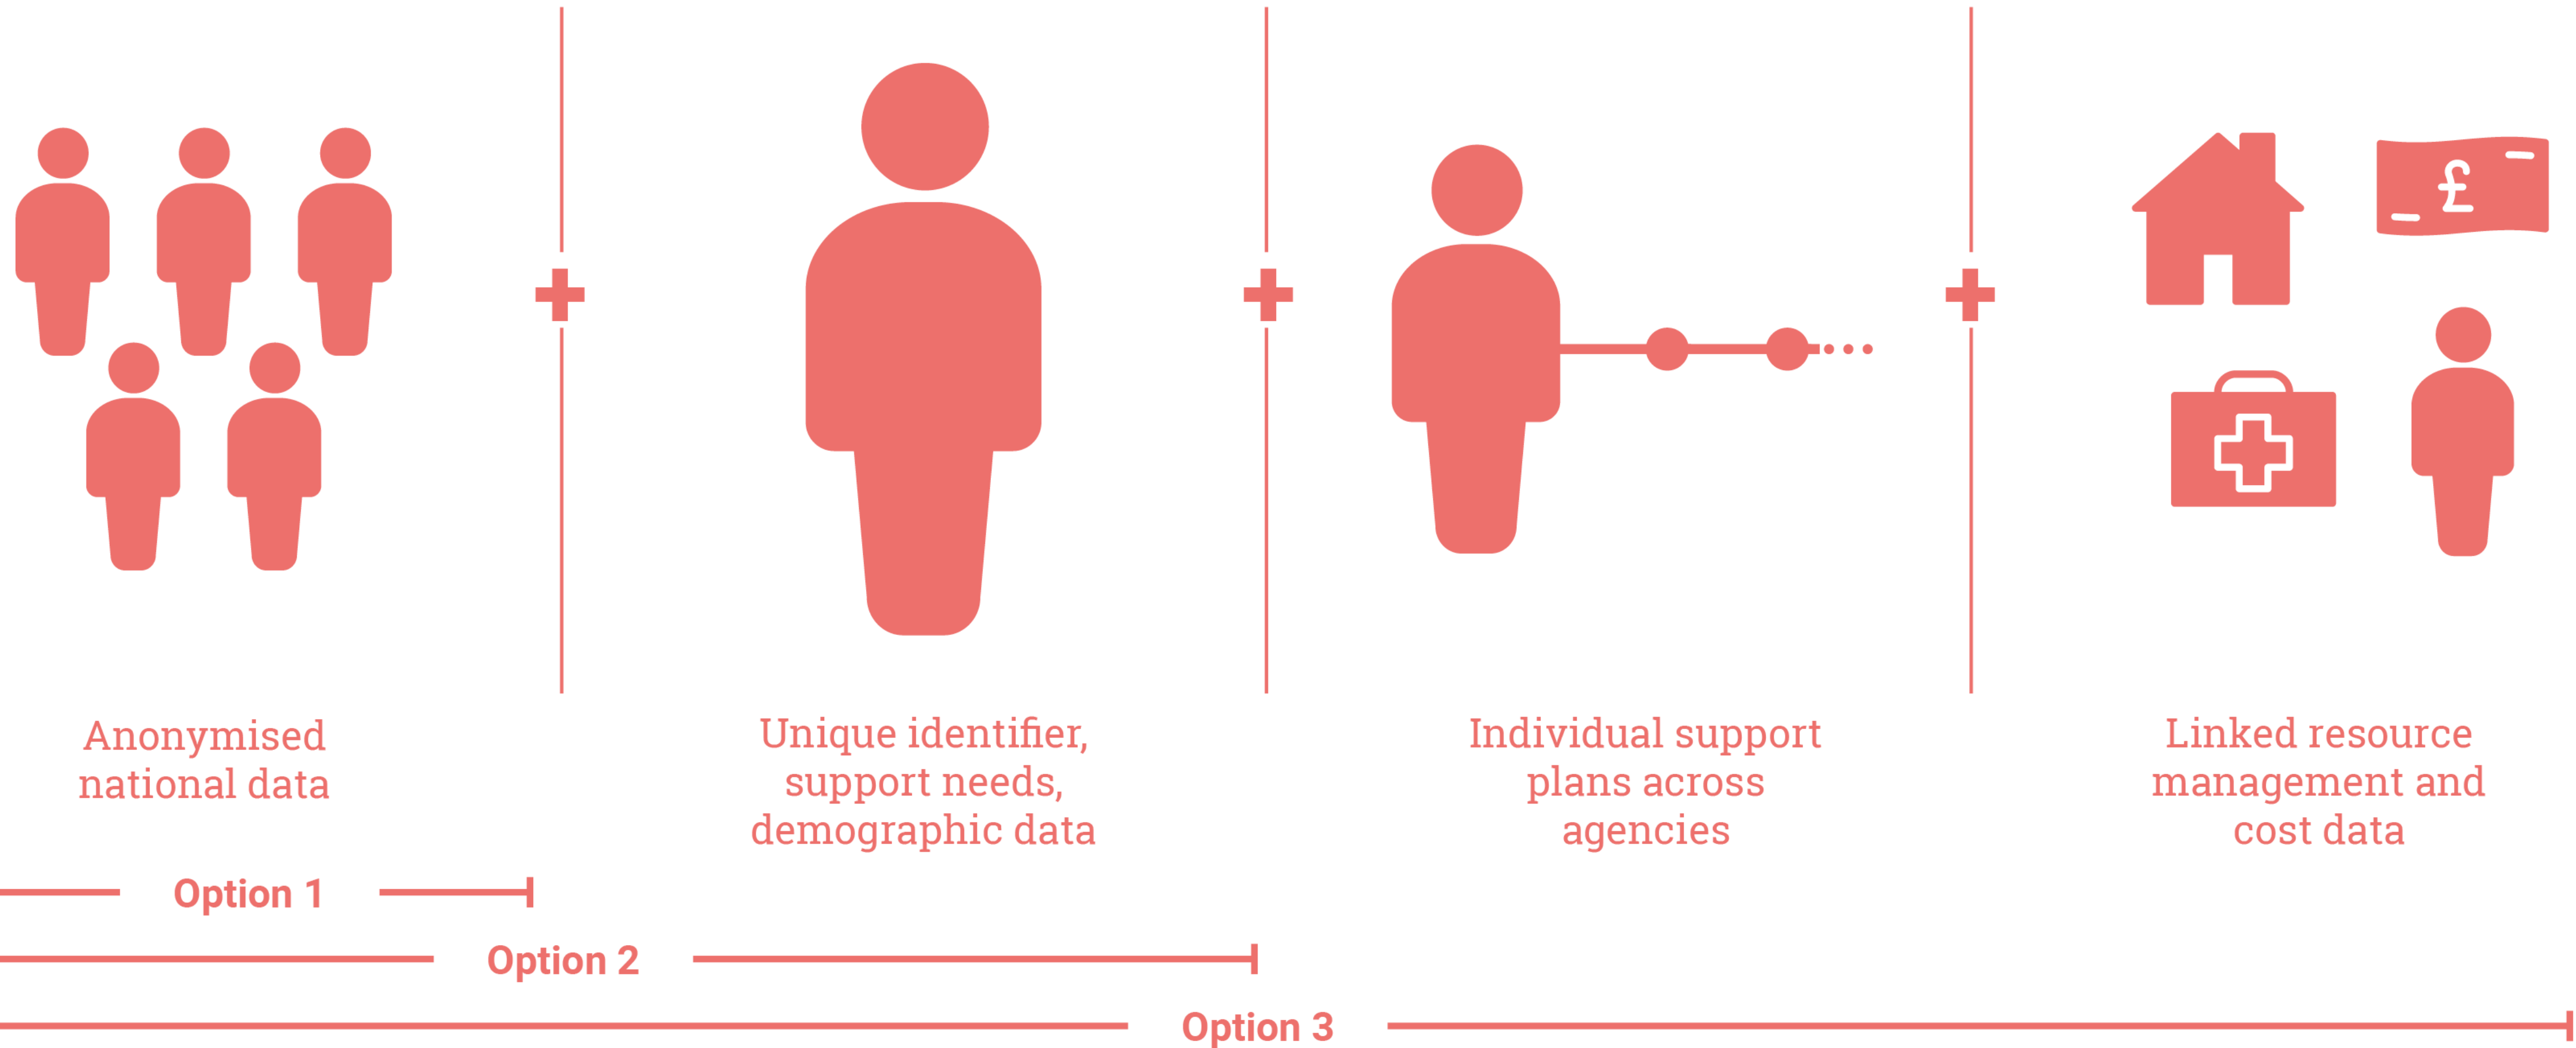 £
Anonymised
national data
Unique identifier,
support needs,
demographic data
Individual support
plans across
agencies
Linked resource
management and
cost data
Option 1
Option 2
Option 3